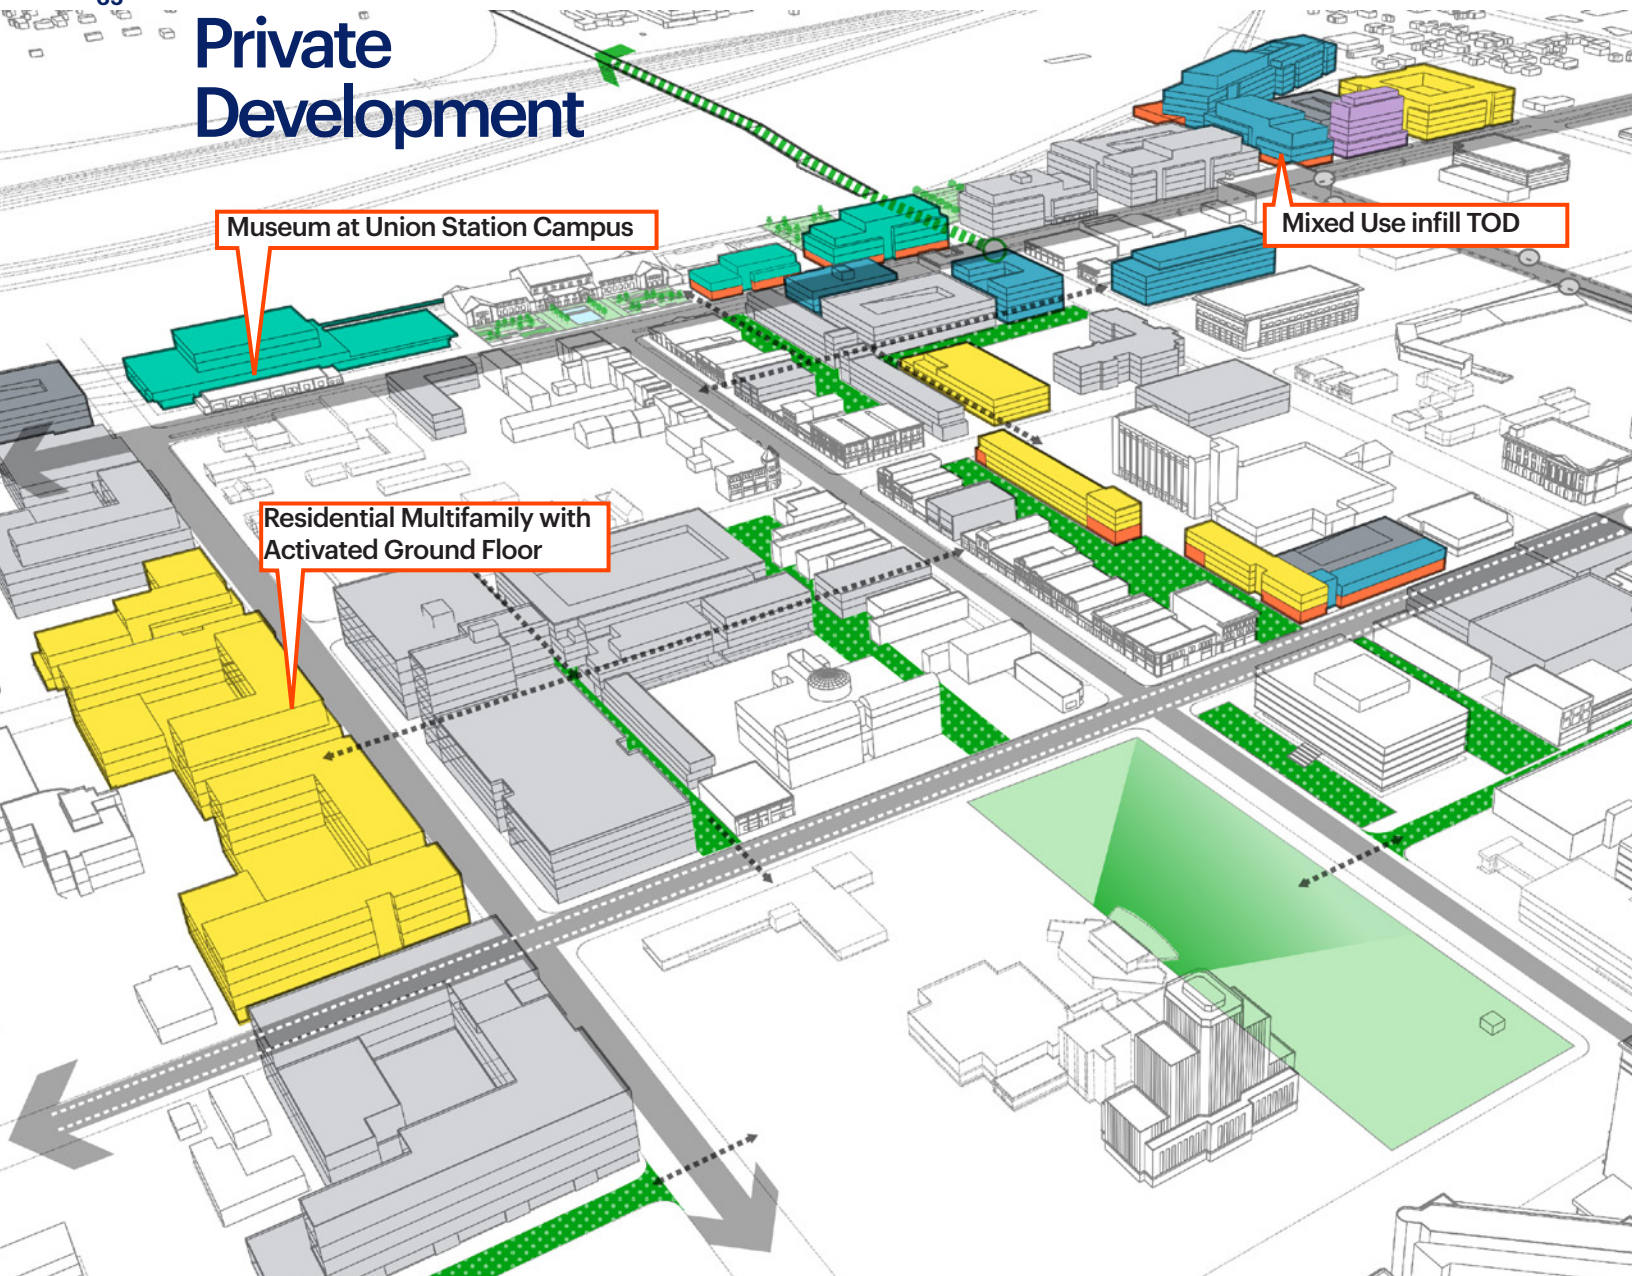 Private
Development
Museum at Union Station Campus
Mixed Use infill TOD
Residential Multifamily with
Activated Ground Floor